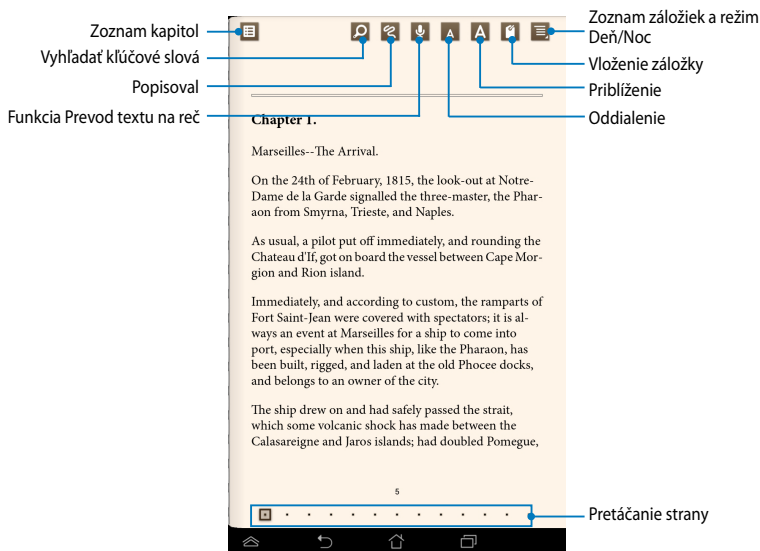 Zoznam kapitol
Vyhľadať kľúčové slová
Popisoval
Funkcia Prevod textu na reč
Zoznam záložiek a režim
Deň/Noc
Vloženie záložky
Priblíženie
Oddialenie
A
A
Chapter 1.
Marseilles--The Arrival.
On the 24th of February, 1815, the look-out at Notre-
Dame de la Garde signalled the three-master, the Phar-
aon from Smyrna, Trieste, and Naples.
As usual, a pilot put off immediately, and rounding the
Chateau d'If, got on board the vessel between Cape Mor-
gion and Rion island.
Immediately, and according to custom, the ramparts of
Fort Saint-Jean were covered with spectators; it is al-
ways an event at Marseilles for a ship to come into
port, especially when this ship, like the Pharaon, has
been built, rigged, and laden at the old Phocee docks,
and belongs to an owner of the city.
The ship drew on and had safely passed the strait,
which some volcanic shock has made between the
Calasareigne and Jaros islands; had doubled Pomegue,
5
Pretáčanie strany